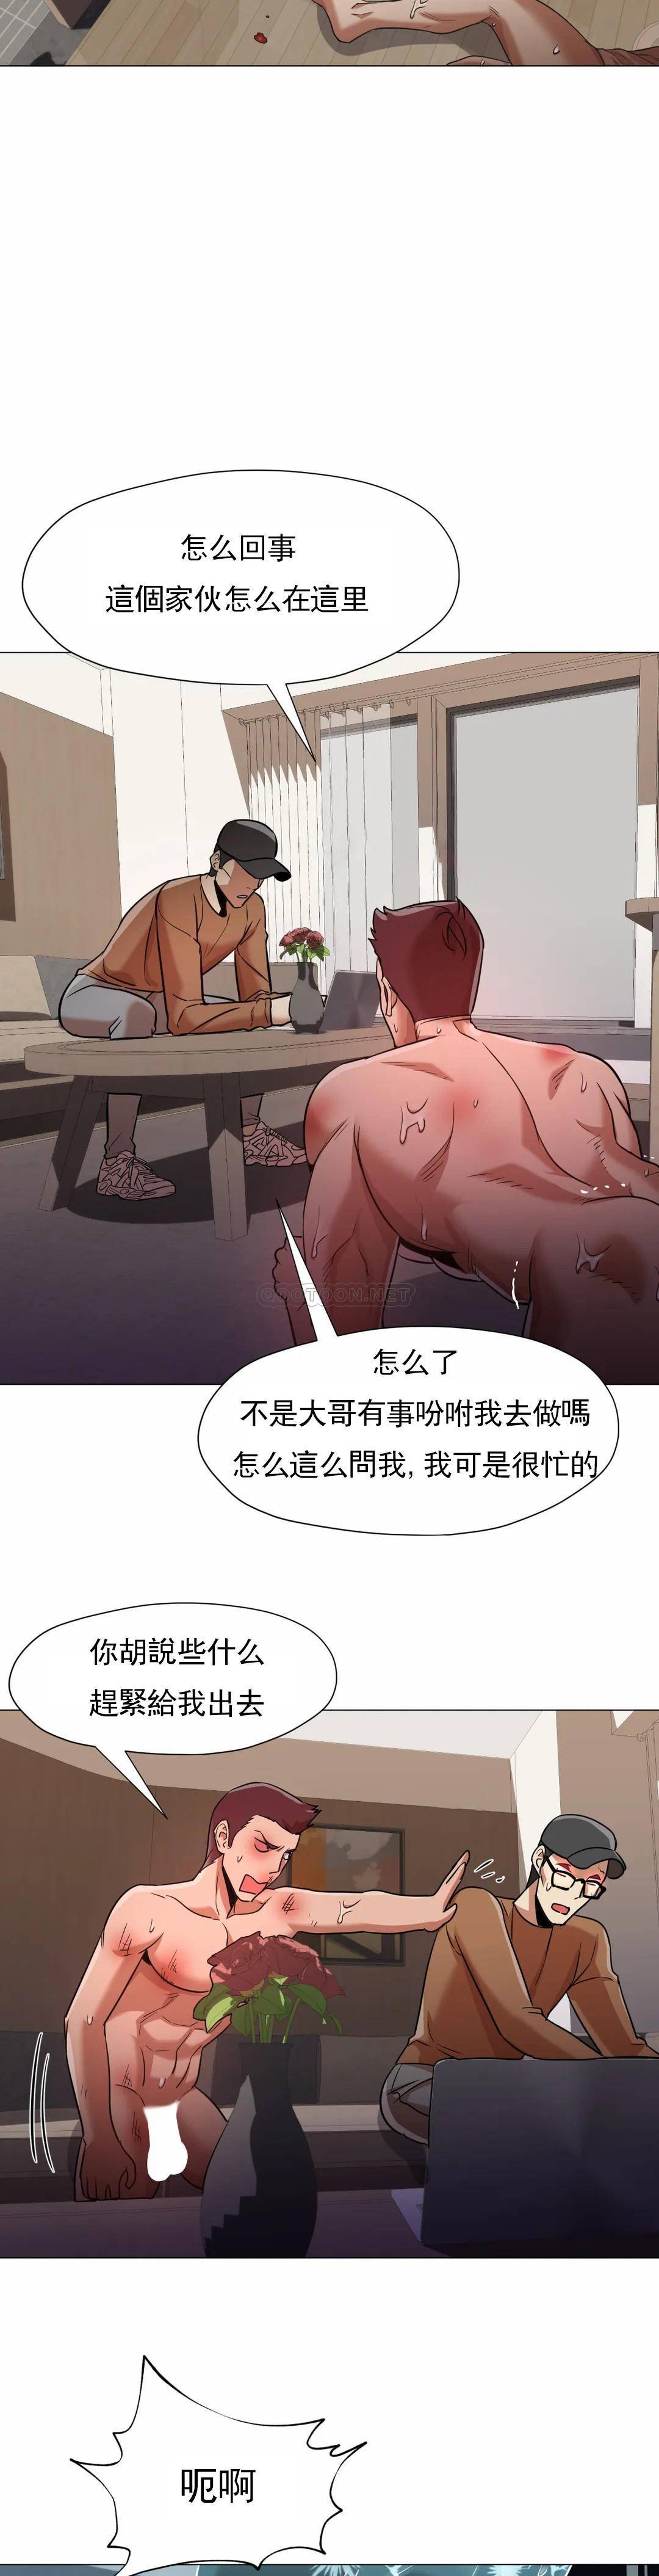 怎么回事
這個家伙怎么在這里
GODTOON.NET
怎么了
不是大哥有事吩咐我去做嗎
怎么這么問我,我可是很忙的
你胡說些什么
趕緊給我出去
呃啊